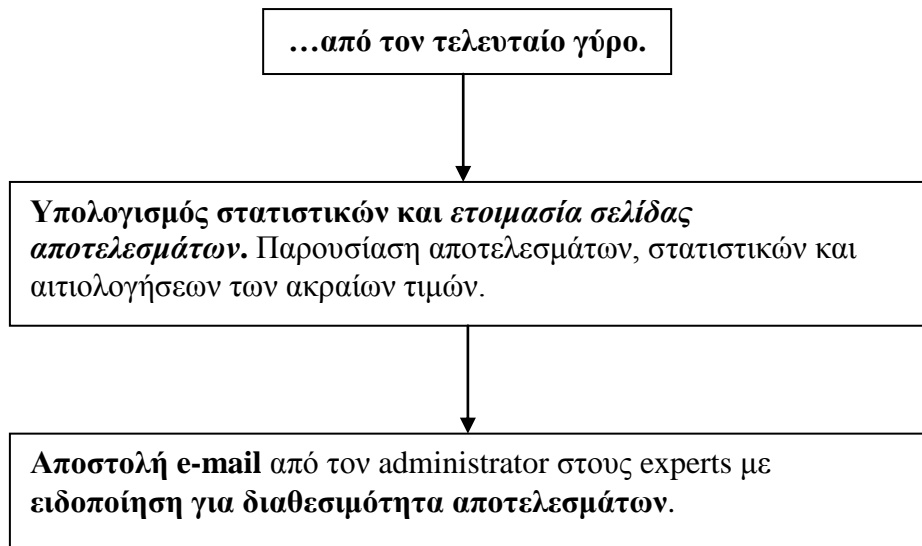 …από τον τελευταίο γύρο.
Υπολογισμός στατιστικών και ετοιμασία σελίδας
αποτελεσμάτων. Παρουσίαση αποτελεσμάτων, στατιστικών και
αιτιολογήσεων των ακραίων τιμών.
Αποστολή e-mail από τον administrator στους experts με
ειδοποίηση για διαθεσιμότητα αποτελεσμάτων.